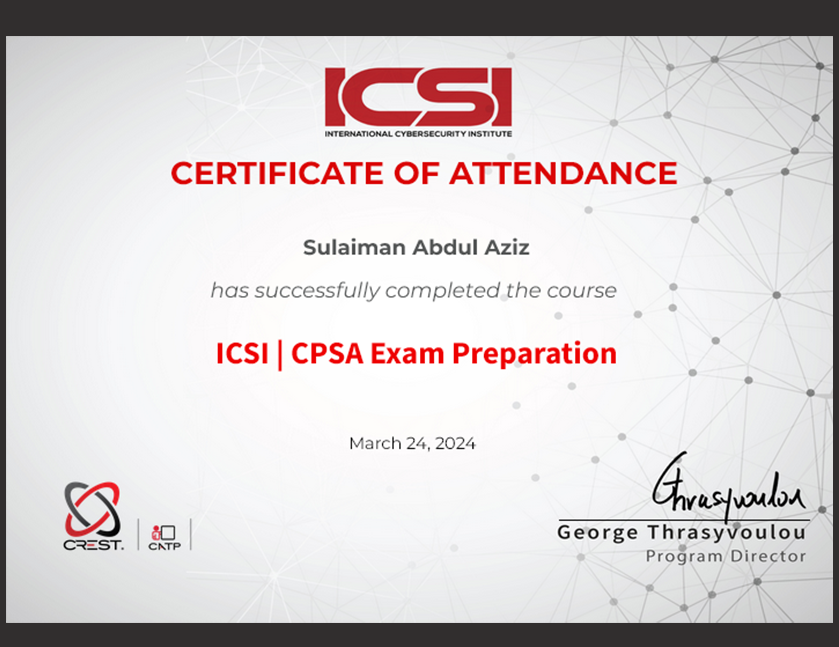 ICSI
INTERNATIONAL CYBERSECURITY INSTITUTE
CERTIFICATE OF ATTENDANCE
Sulaiman Abdul Aziz
has successfully completed the course
ICSI | CPSA Exam Preparation
March 24, 2024
Thrasyvoulou
George Thrasyvoulou
Program Director
CREST.
CATP